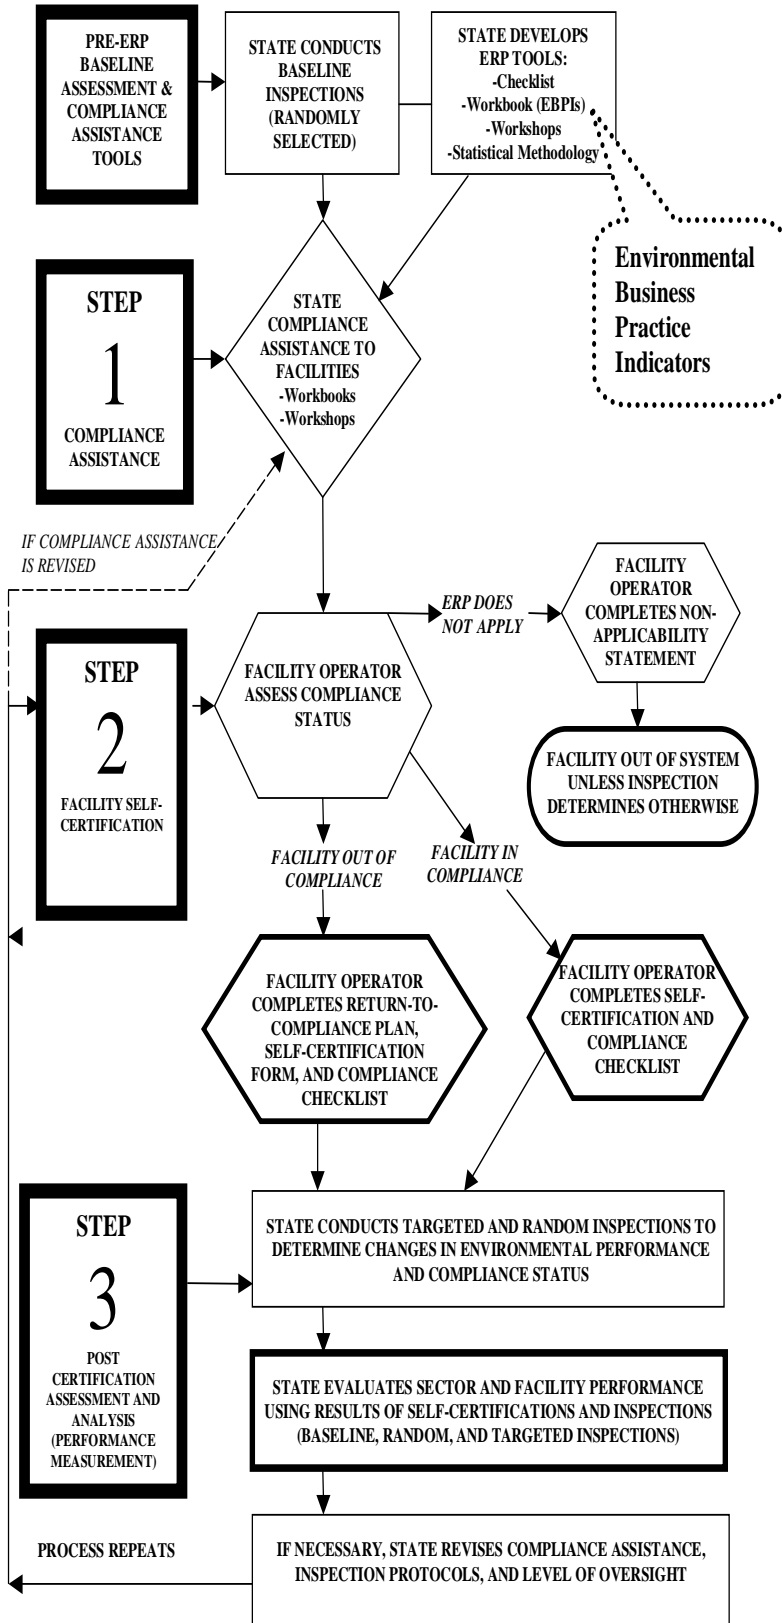 PRE-ERP
BASELINE
ASSESSMENT &
COMPLIANCE
ASSISTANCE
TOOLS
STATE CONDUCTS
BASELINE
INSPECTIONS
(RANDOMLY
SELECTED)
STATE DEVELOPS
ERP TOOLS:
-Checklist
-Workbook (EBPIs)
-Workshops
-Statistical Methodology
Environmental
Business
Practice
Indicators
STEP
1
COMPLIANCE
ASSISTANCE
STATE
COMPLIANCE
ASSISTANCE TO
FACILITIES
-Workbooks
-Workshops
IF COMPLIANCE ASSISTANCE
IS REVISED
STEP
2
FACILITY SELF-
CERTIFICATION
FACILITY OPERATOR
ASSESS COMPLIANCE
STATUS
ERP DOES
NOT APPLY
FACILITY
OPERATOR
COMPLETES NON-
APPLICABILITY
STATEMENT
FACILITY OUT OF SYSTEM
UNLESS INSPECTION
DETERMINES OTHERWISE
FACILITY OUT OF
COMPLIANCE
FACILITY IN
COMPLIANCE
FACILITY OPERATOR
COMPLETES RETURN-TO-
COMPLIANCE PLAN,
SELF-CERTIFICATION
FORM, AND COMPLIANCE
CHECKLIST
FACILITY OPERATOR
COMPLETES SELF-
CERTIFICATION AND
COMPLIANCE
CHECKLIST
STEP
3
POST
CERTIFICATION
ASSESSMENT AND
ANALYSIS
(PERFORMANCE
MEASUREMENT)
STATE CONDUCTS TARGETED AND RANDOM INSPECTIONS TO
DETERMINE CHANGES IN ENVIRONMENTAL PERFORMANCE
AND COMPLIANCE STATUS
STATE EVALUATES SECTOR AND FACILITY PERFORMANCE
USING RESULTS OF SELF-CERTIFICATIONS AND INSPECTIONS
(BASELINE, RANDOM, AND TARGETED INSPECTIONS)
PROCESS REPEATS
IF NECESSARY, STATE REVISES COMPLIANCE ASSISTANCE,
INSPECTION PROTOCOLS, AND LEVEL OF OVERSIGHT